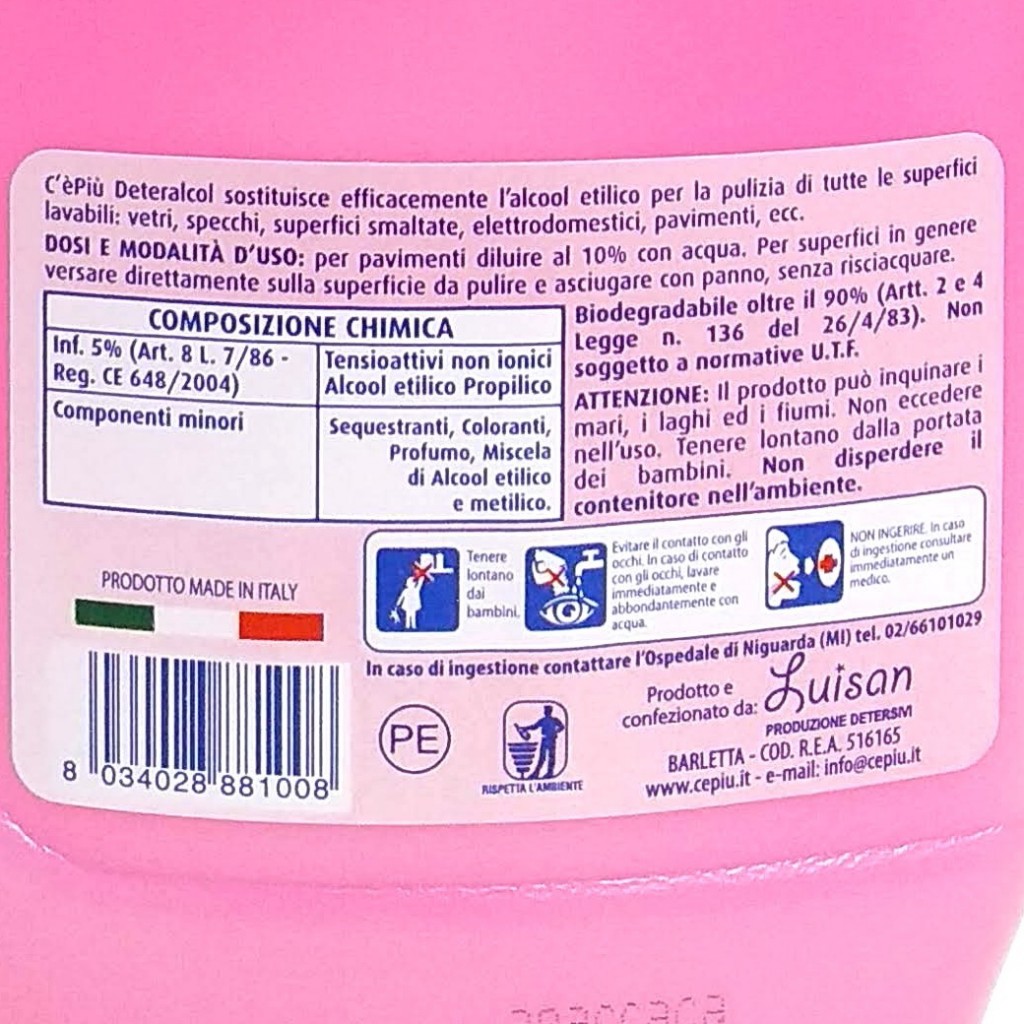 C'èPiù Deteralcol sostituisce efficacemente l'alcool etilico per la pulizia di tutte le superfici
lavabili: vetri, specchi, superfici smaltate, elettrodomestici, pavimenti, ecc.
DOSI E MODALITÀ D'USO: per pavimenti diluire al 10% con acqua. Per superfici in genere
versare direttamente sulla superficie da pulire e asciugare con panno, senza risciacquare.
COMPOSIZIONE CHIMICA
Inf. 5% (Art. 8 L. 7/86 -
Reg. CE 648/2004)
Tensioattivi non ionici
Alcool etilico Propilico
Componenti minori
Sequestranti, Coloranti,
Profumo, Miscela
di Alcool etilico
e metilico.
Biodegradabile oltre il 90% (Artt. 2 e 4
Legge n. 136 del 26/4/83). Non
soggetto a normative U.T.F.
ATTENZIONE: Il prodotto può inquinare i
mari, i laghi ed i fiumi. Non eccedere
nell'uso. Tenere lontano dalla portata
dei bambini. Non disperdere il
contenitore nell'ambiente.
Tenere
lontano
dai
bambini.
Evitare il contatto con gli
occhi. In caso di contatto
con gli occhi, lavare
immediatamente e
abbondantemente con
acqua.
NON INGERIRE. In caso
di ingestione consultare
immediatamente un
medico.
PRODOTTO MADE IN ITALY
In caso di ingestione contattare l'Ospedale di Niguarda (MI) tel. 02/66101029
8 034028 881008
PE
RISPETTA L'AMBIENTE
Prodotto e
confezionato da:
Luisan
PRODUZIONE DETERSIVI
BARLETTA - COD. R.E.A. 516165
www.cepiu.it - e-mail: info@cepiu.it